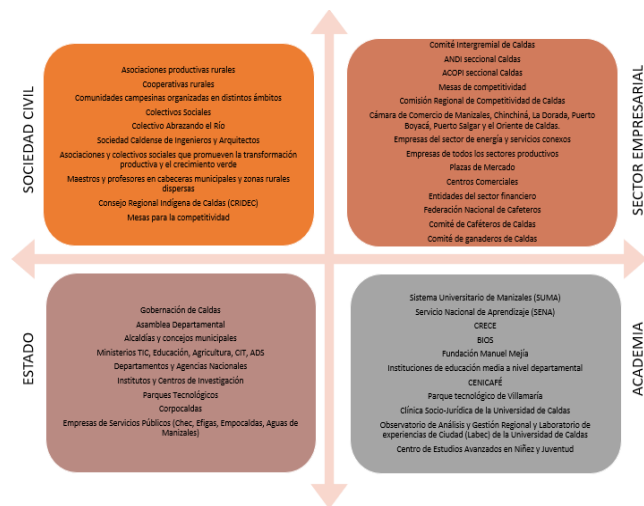 SOCIEDAD CIVIL
Asociaciones productivas rurales
Cooperativas rurales
Comunidades campesinas organizadas en distintos ámbitos
Colectivos Sociales
Colectivo Abrazando el Río
Sociedad Caldense de Ingenieros y Arquitectos
Asociaciones y colectivos sociales que promueven la transformación
productiva y el crecimiento verde
Maestros y profesores en cabeceras municipales y zonas rurales
dispersas
Consejo Regional Indígena de Caldas (CRIDEC)
Mesas para la competitividad
SECTOR EMPRESARIAL
Comité Intergremial de Caldas
ANDI seccional Caldas
ACOPI seccional Caldas
Mesas de competitividad
Comisión Regional de Competitividad de Caldas
Cámara de Comercio de Manizales, Chinchiná, La Dorada, Puerto
Boyacá, Puerto Salgar y el Oriente de Caldas.
Empresas del sector de energía y servicios conexos
Empresas de todos los sectores productivos
Plazas de Mercado
Centros Comerciales
Entidades del sector financiero
Federación Nacional de Cafeteros
Comité de Caféteros de Caldas
Comité de ganaderos de Caldas
ESTADO
Gobernación de Caldas
Asamblea Departamental
Alcaldías y concejos municipales
Ministerios TIC, Educación, Agricultura, CIT, ADS
Departamentos y Agencias Nacionales
Institutos y Centros de Investigación
Parques Tecnológicos
Corpocaldas
Empresas de Servicios Públicos (Chec, Efigas, Empocaldas, Aguas de
Manizales)
ACADEMIA
Sistema Universitario de Manizales (SUMA)
Servicio Nacional de Aprendizaje (SENA)
CRECE
BIOS
Fundación Manuel Mejía
Instituciones de educación media a nivel departamental
CENICAFÉ
Parque tecnológico de Villamaría
Clínica Socio-Jurídica de la Universidad de Caldas
Observatorio de Análisis y Gestión Regional y Laboratorio de
experiencias de Ciudad (Labec) de la Universidad de Caldas
Centro de Estudios Avanzados en Niñez y Juventud